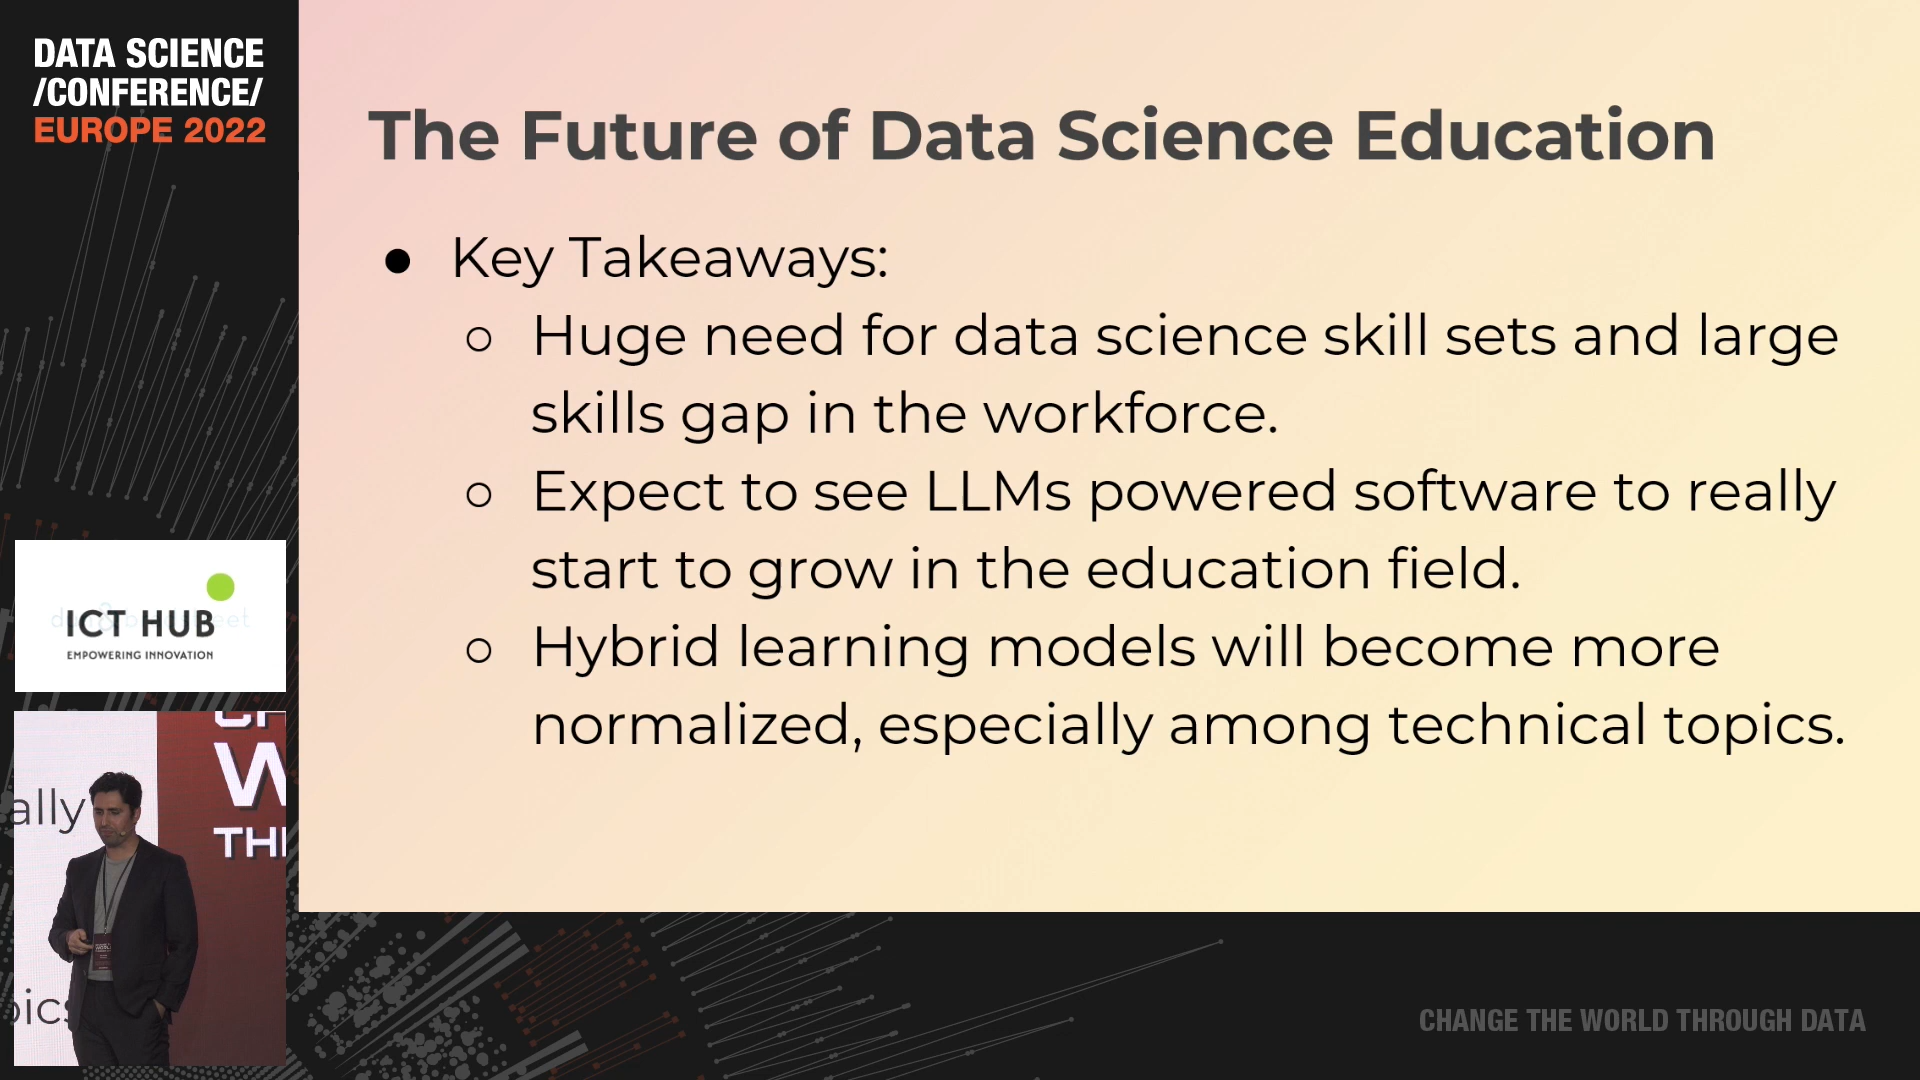 DATA SCIENCE
/CONFERENCE/
EUROPE 2022
The Future of Data Science Education
● Key Takeaways:
○ Huge need for data science skill sets and large
skills gap in the workforce.
○ Expect to see LLMs powered software to really
start to grow in the education field.
○ Hybrid learning models will become more
normalized, especially among technical topics.
ICT HUB
EMPOWERING INNOVATION
ally
W
THE
pics
CHANGE THE WORLD THROUGH DATA